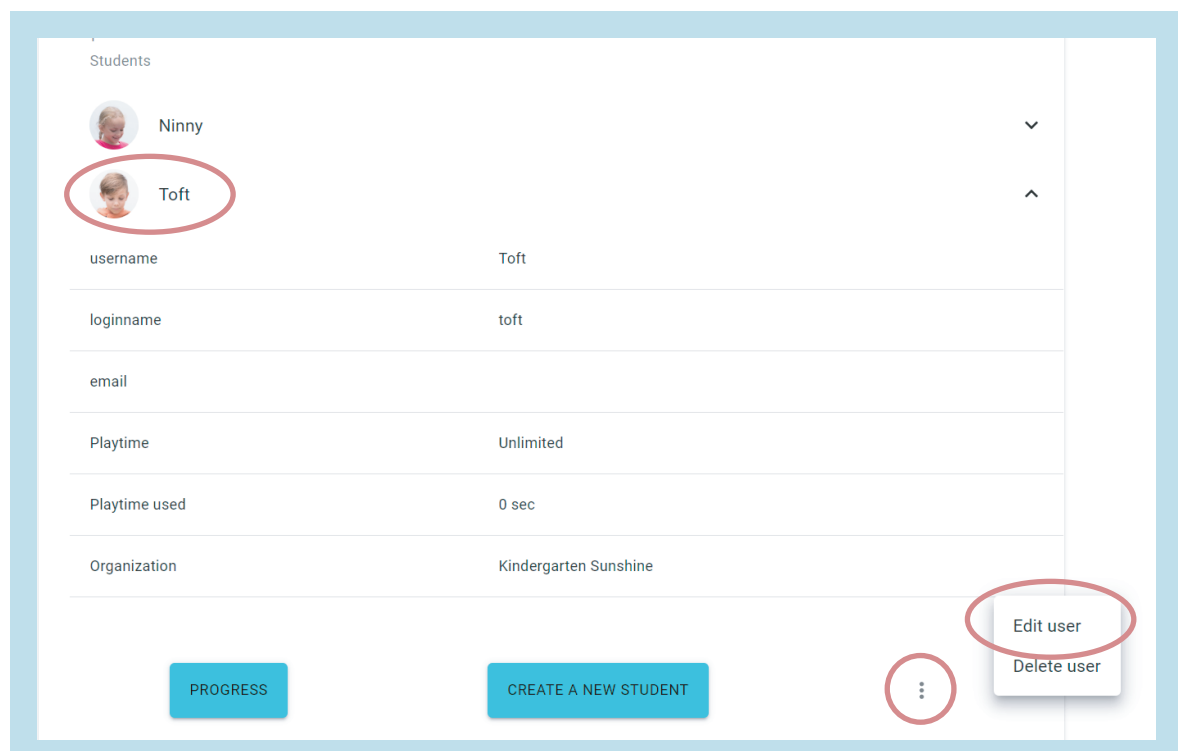 Students
Ninny
Toft
username Toft
loginname toft
email
Playtime Unlimited
Playtime used 0 sec
Organization Kindergarten Sunshine
Edit user
Delete user
PROGRESS CREATE A NEW STUDENT